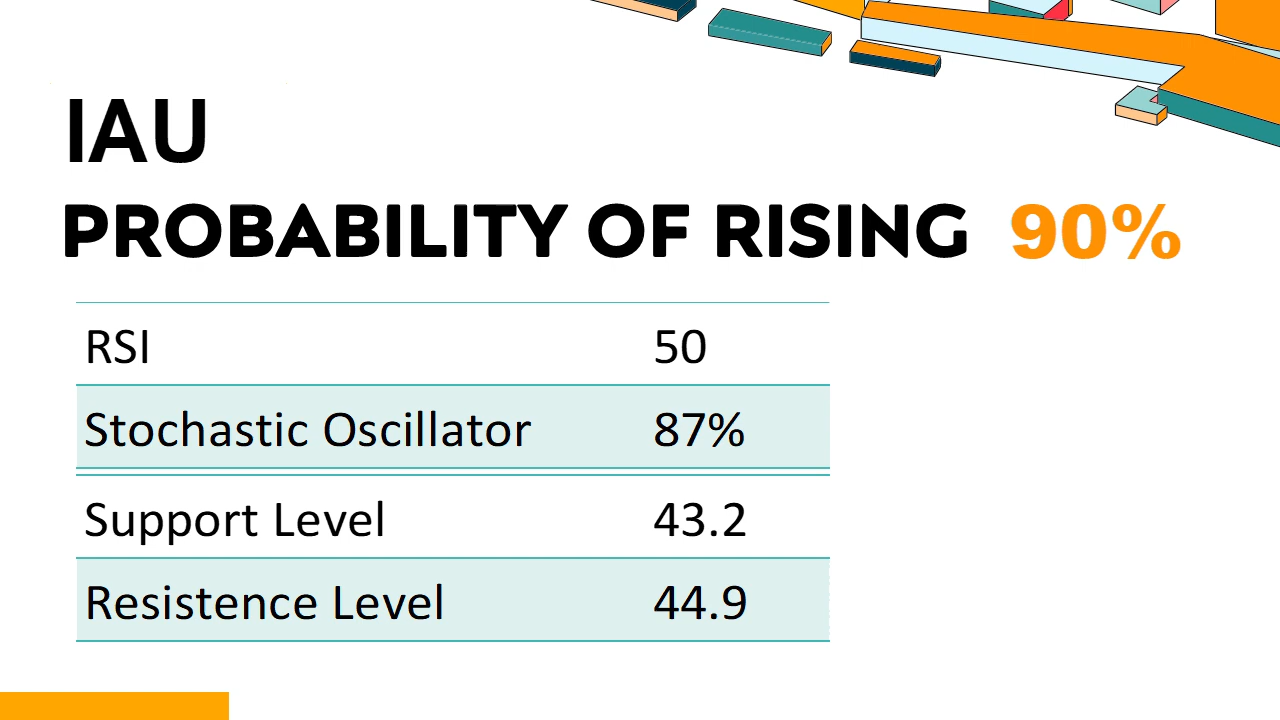 IAU
PROBABILITY OF RISING 90%
RSI 50
Stochastic Oscillator 87%
Support Level 43.2
Resistence Level 44.9